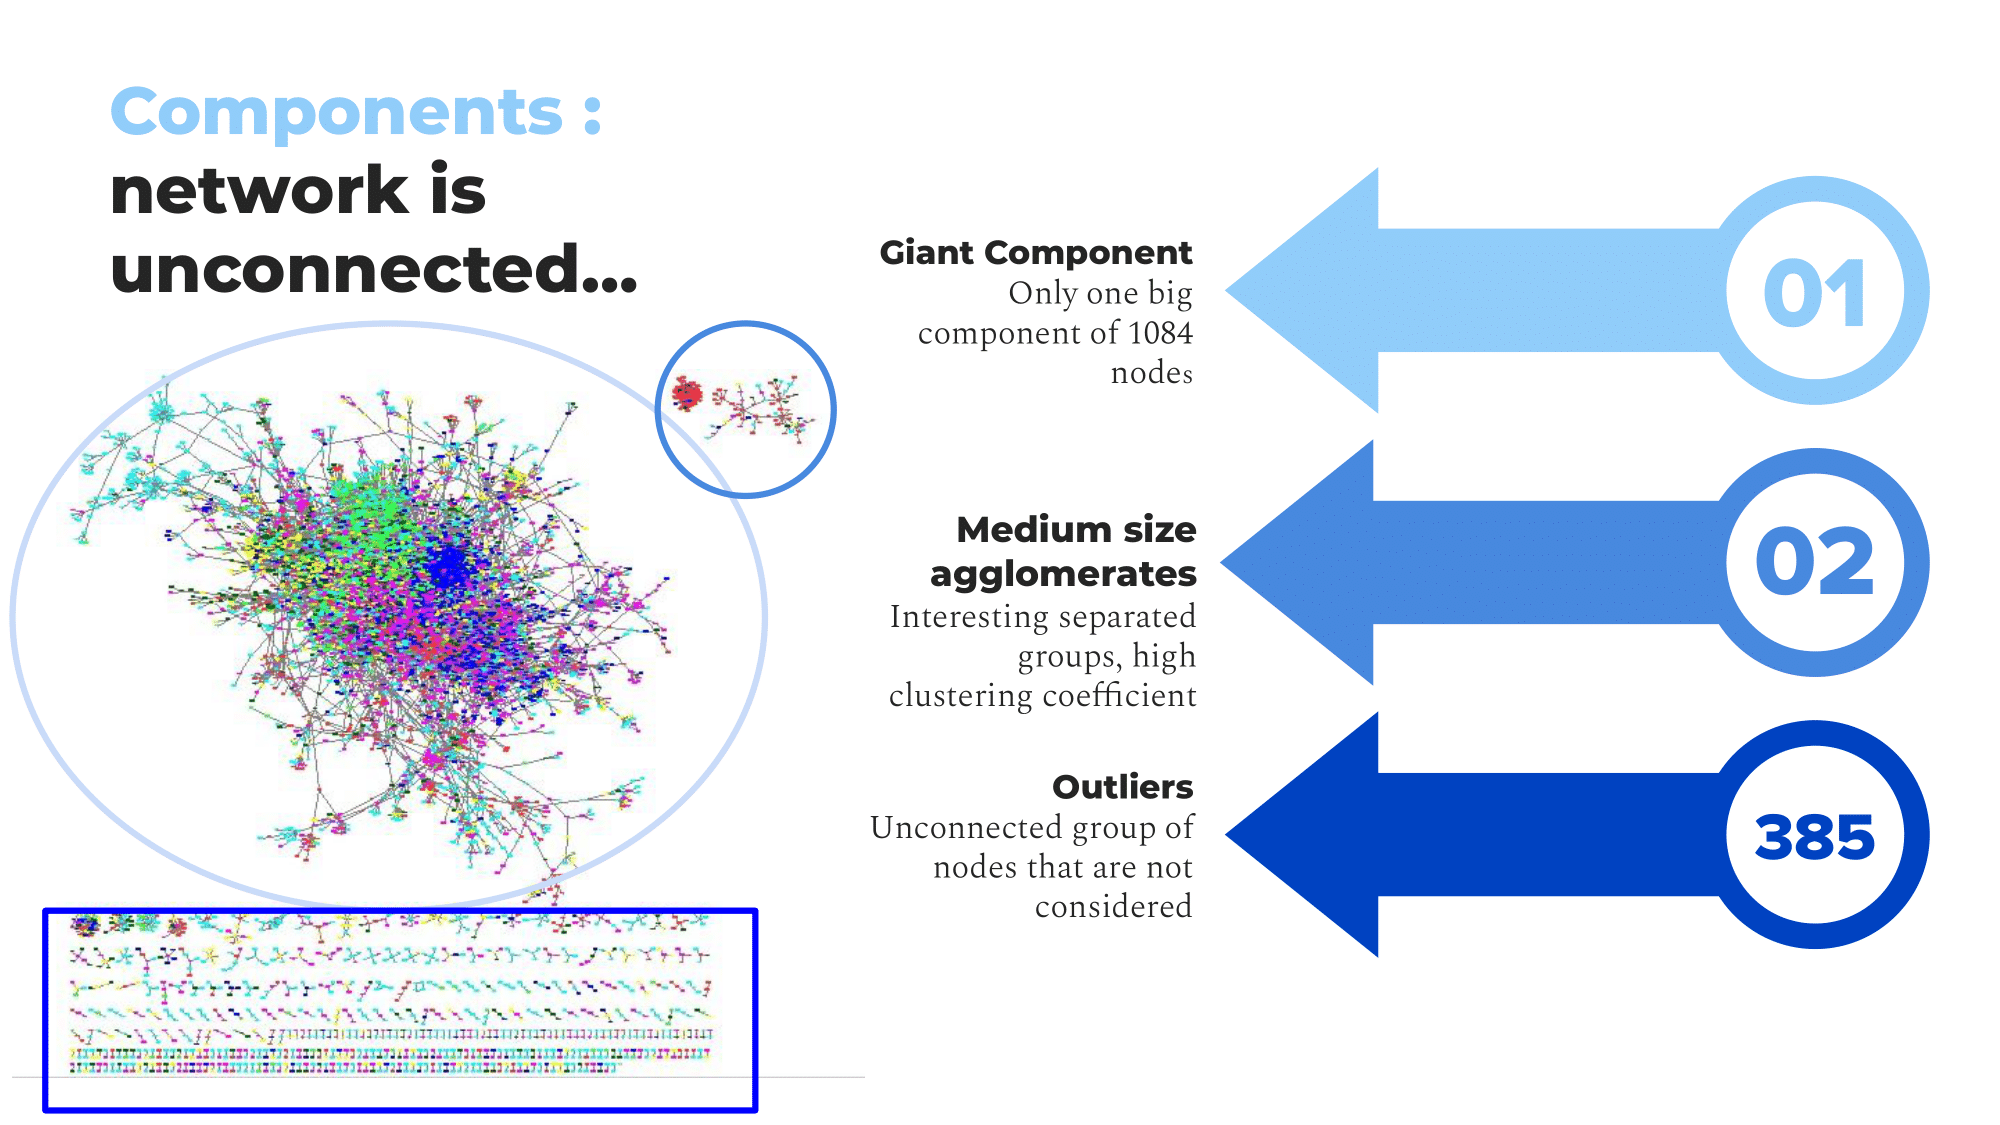 Components :
network is
unconnected...
Giant Component
Only one big
component of 1084
nodes
01
Medium size
agglomerates
Interesting separated
groups, high
clustering coefficient
02
Outliers
Unconnected group of
nodes that are not
considered
385